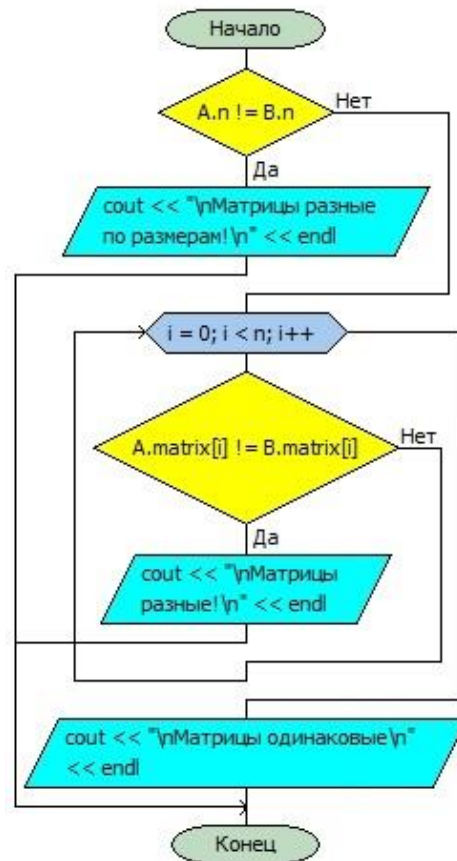 Начало
A.n != B.n
Нет
Да
cout << "\nМатрицы разные
по размерам!\n" << endl
i = 0; i < n; i++
A.matrix[i] != B.matrix[i]
Нет
Да
cout << "\nМатрицы
разные!\n" << endl
cout << "\nМатрицы одинаковые\n"
<< endl
Конец